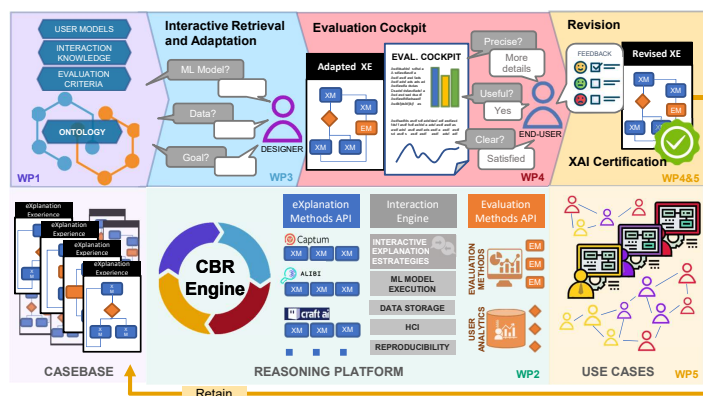 USER MODELS
INTERACTION
KNOWLEDGE
EVALUATION
CRITERIA
ONTOLOGY
WP1
Interactive Retrieval
and Adaptation
ML Model?
Data?
Goal?
DESIGNER
WP3
Evaluation Cockpit
Adapted XE
XM
XM
EM
XM
XM
EVAL. COCKPIT
Precise?
More
details
Useful?
Yes
Clear?
Satisfied
END-USER
WP4
Revision
FEEDBACK
Revised XE
XM
XM
EM
XM
XAI Certification
WP4&5
eXplanation
Experience
eXplanation
Experience
eXplanation
Experience
XM
XM
XM
CASEBASE
CBR
Engine
eXplanation
Methods API
Captum
XM
XM
XM
ALIBI
XM
XM
XM
craft ai
XM
XM
XM
Interaction
Engine
INTERACTIVE
EXPLANATION
ESTRATEGIES
ML MODEL
EXECUTION
DATA STORAGE
HCI
REPRODUCIBILITY
Evaluation
Methods API
EVALUATION
METHODS
EM
EM
EM
USER
ANALYTICS
REASONING PLATFORM
WP2
USE CASES
WP5
Retain